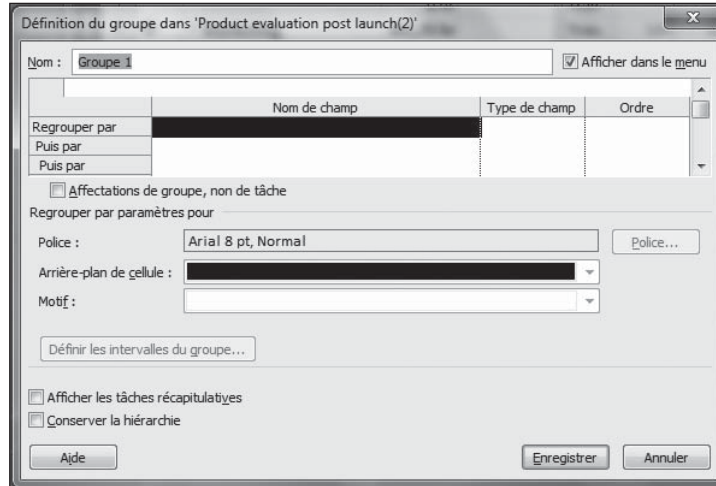 Définition du groupe dans 'Product evaluation post launch(2)'
Nom : Groupe 1 Afficher dans le menu
Nom de champ Type de champ Ordre
Regrouper par
Puis par
Puis par
Affectations de groupe, non de tâche
Regrouper par paramètres pour
Police : Arial 8 pt, Normal Police...
Arrière-plan de cellule :
Motif :
Définir les intervalles du groupe...
Afficher les tâches récapitulatives
Conserver la hiérarchie
Aide Enregistrer Annuler